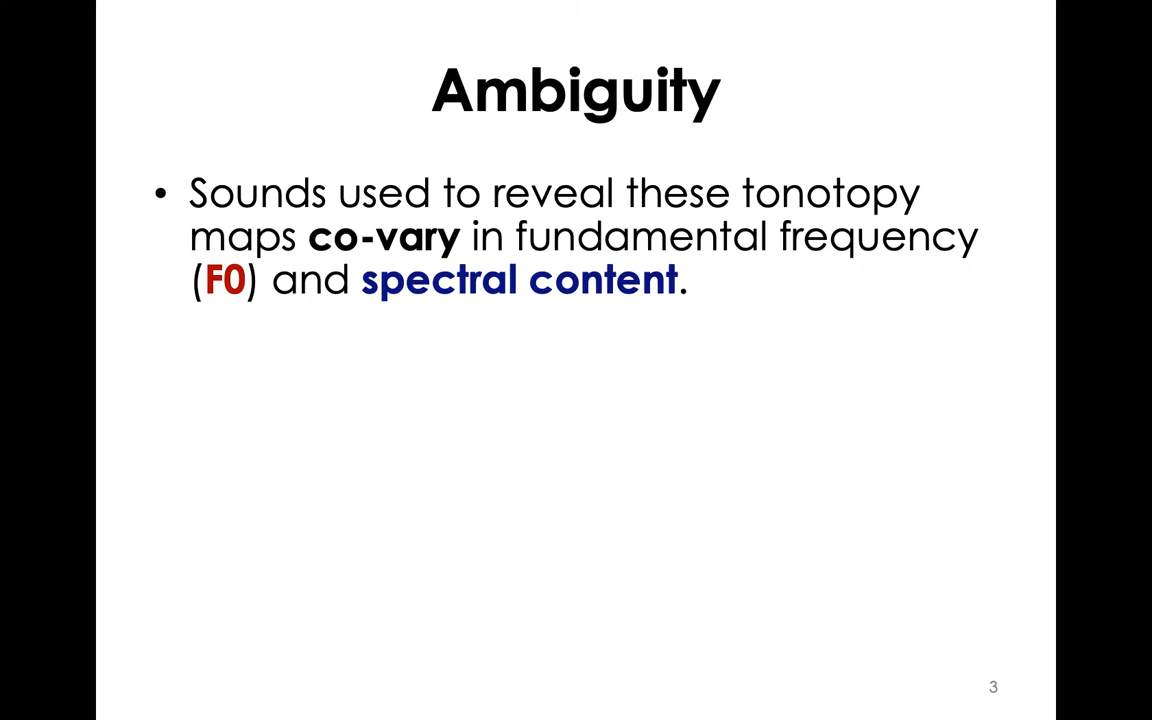 Ambiguity
• Sounds used to reveal these tonotopy
maps co-vary in fundamental frequency
(F0) and spectral content.
3